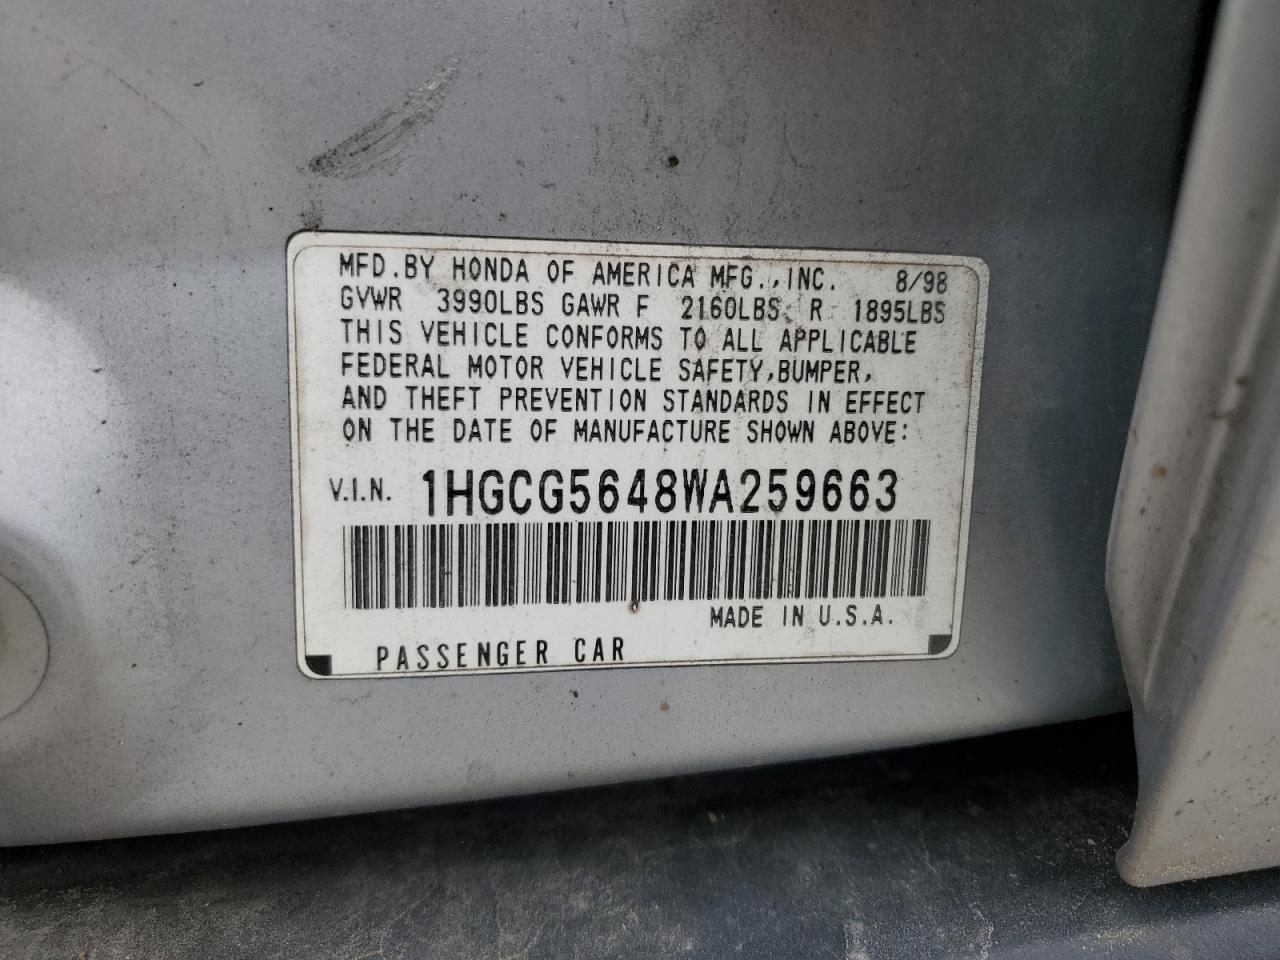 MFD.BY HONDA OF AMERICA MFG.,INC. 8/98
GVWR 3990LBS GAWR F 2160LBS R 1895LBS
THIS VEHICLE CONFORMS TO ALL APPLICABLE
FEDERAL MOTOR VEHICLE SAFETY,BUMPER,
AND THEFT PREVENTION STANDARDS IN EFFECT
ON THE DATE OF MANUFACTURE SHOWN ABOVE:
V.I.N. 1HGCG5648WA259663
MADE IN U.S.A.
PASSENGER CAR